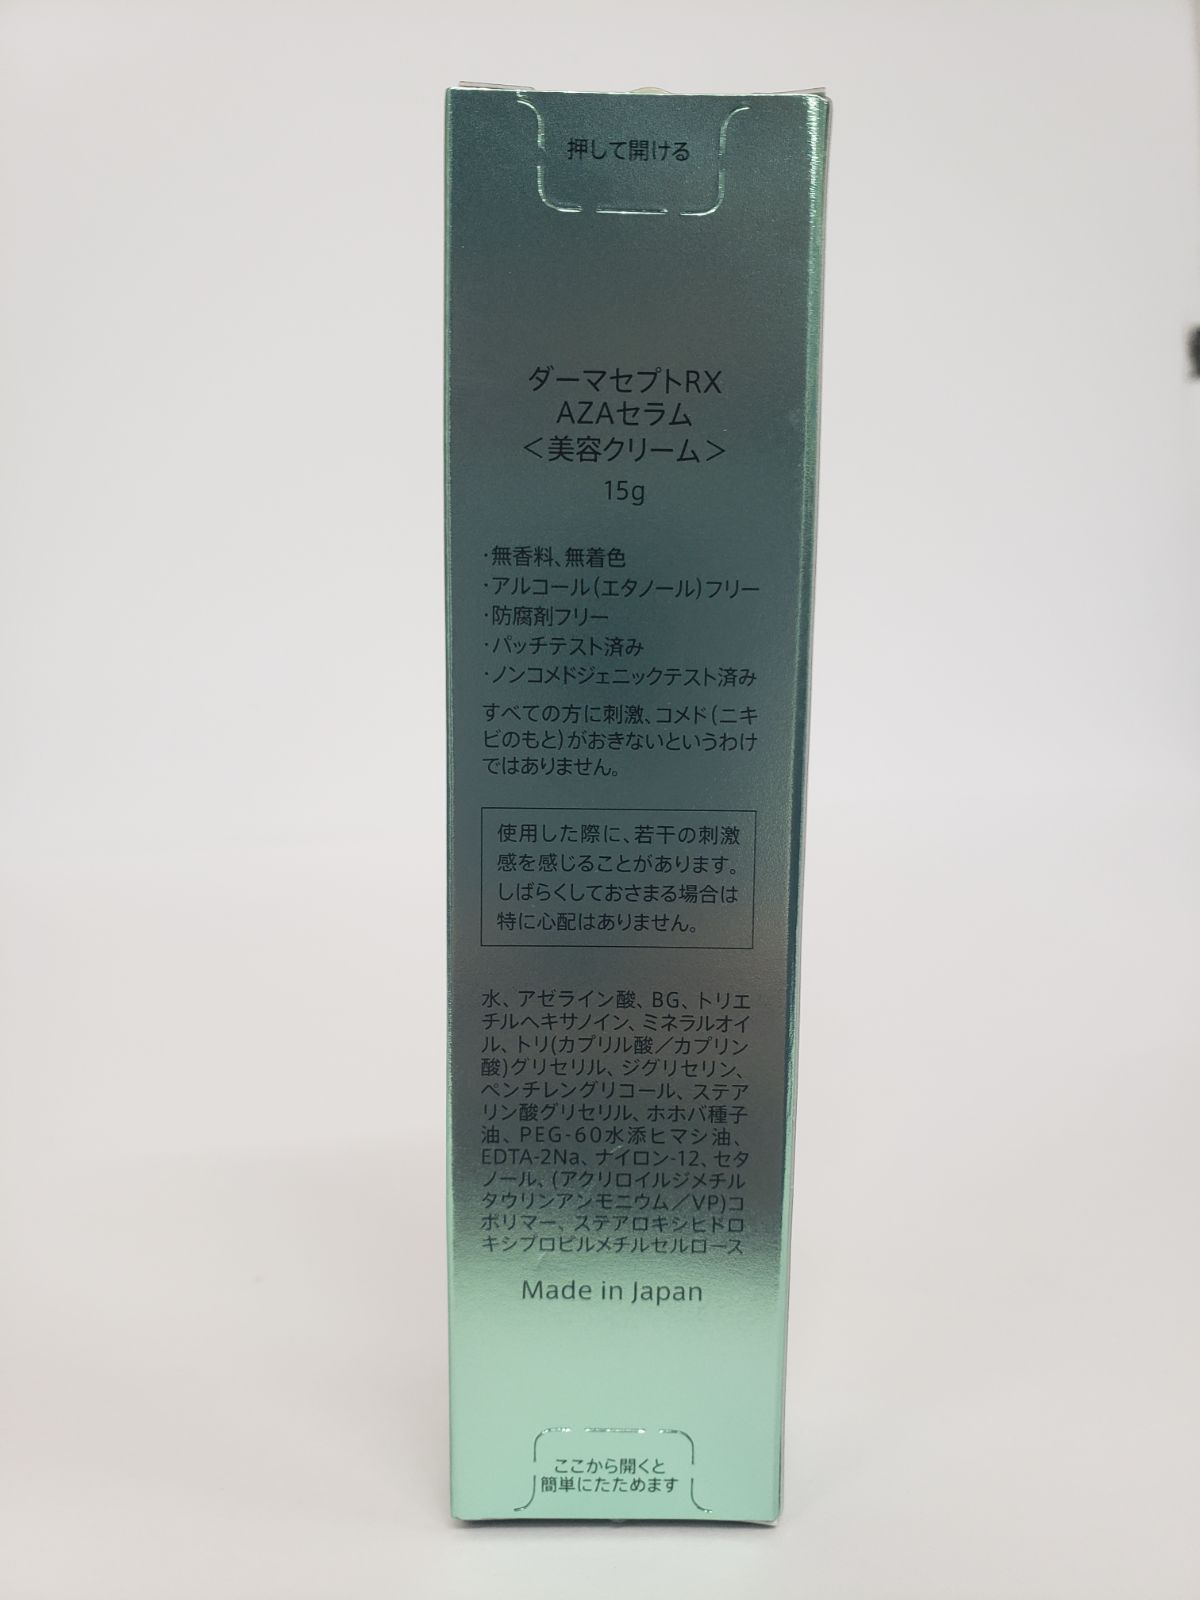 押して開ける
ダーマセプトRX
AZAセラム
＜美容クリーム＞
15g
・無香料、無着色
・アルコール(エタノール)フリー
・防腐剤フリー
・パッチテスト済み
・ノンコメドジェニックテスト済み
すべての方に刺激、コメド(ニキ
ビのもと)がおきないというわけ
ではありません。
使用した際に、若干の刺激
感を感じることがあります。
しばらくしておさまる場合は
特に心配はありません。
水、アゼライン酸、BG、トリエ
チルヘキサノイン、ミネラルオイ
ル、トリ(カプリル酸／カプリン
酸)グリセリル、ジグリセリン、
ペンチレングリコール、ステア
リン酸グリセリル、ホホバ種子
油、PEG-60水添ヒマシ油、
EDTA-2Na、ナイロン-12、セタ
ノール、(アクリロイルジメチル
タウリンアンモニウム／VP)コ
ポリマー、ステアロキシヒドロ
キシプロピルメチルセルロース
Made in Japan
ここから開くと
簡単にたためます